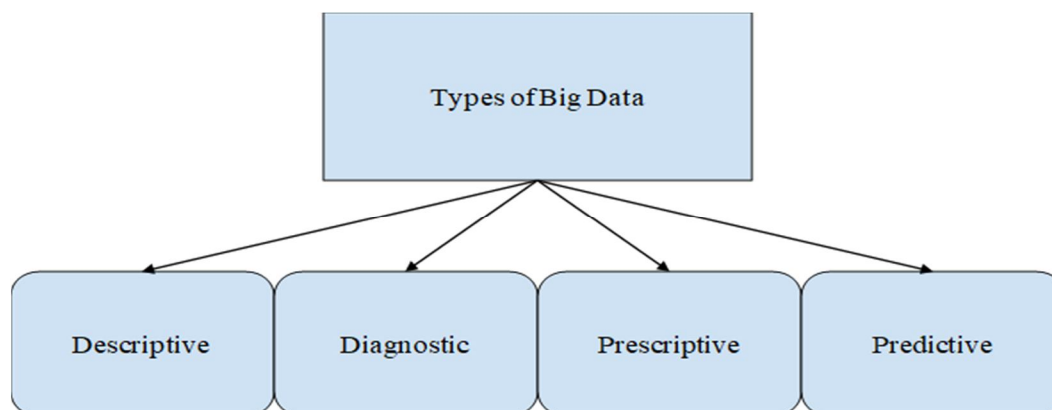 Types of Big Data
Descriptive
Diagnostic
Prescriptive
Predictive